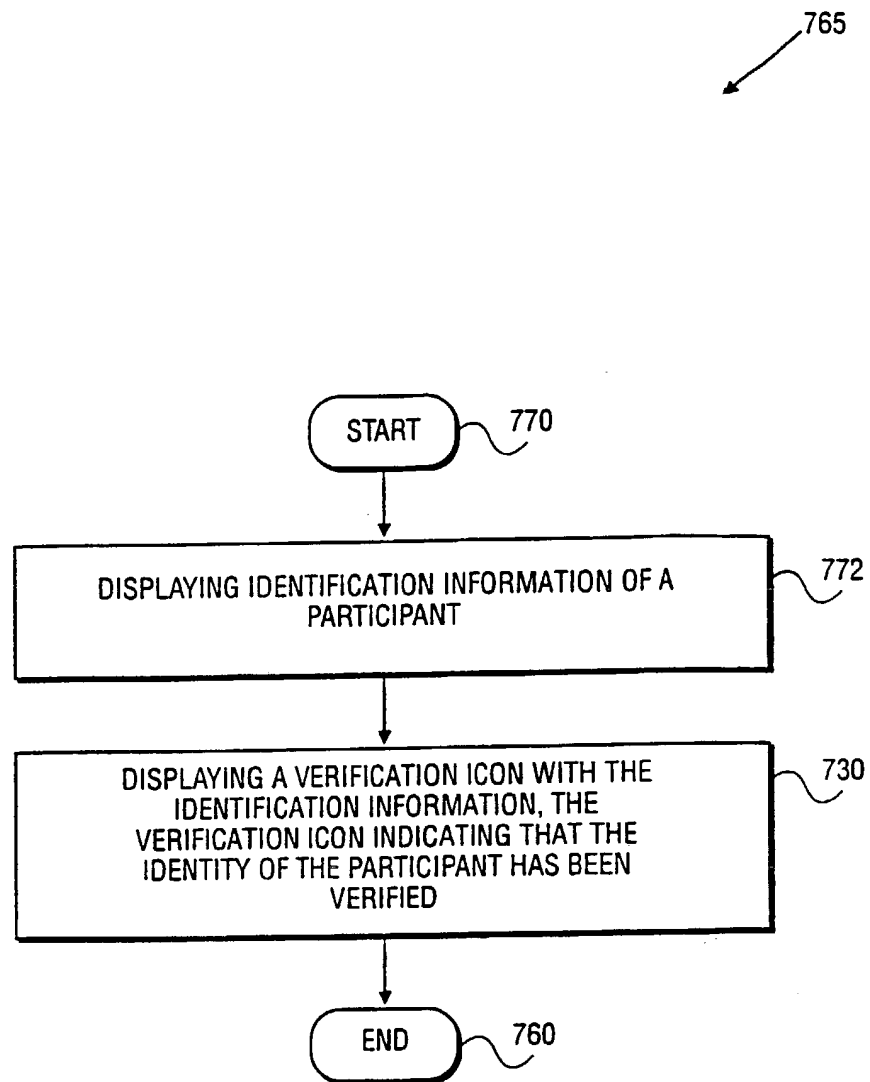 765
START
770
DISPLAYING IDENTIFICATION INFORMATION OF A
PARTICIPANT
772
DISPLAYING A VERIFICATION ICON WITH THE
IDENTIFICATION INFORMATION, THE
VERIFICATION ICON INDICATING THAT THE
IDENTITY OF THE PARTICIPANT HAS BEEN
VERIFIED
730
END
760